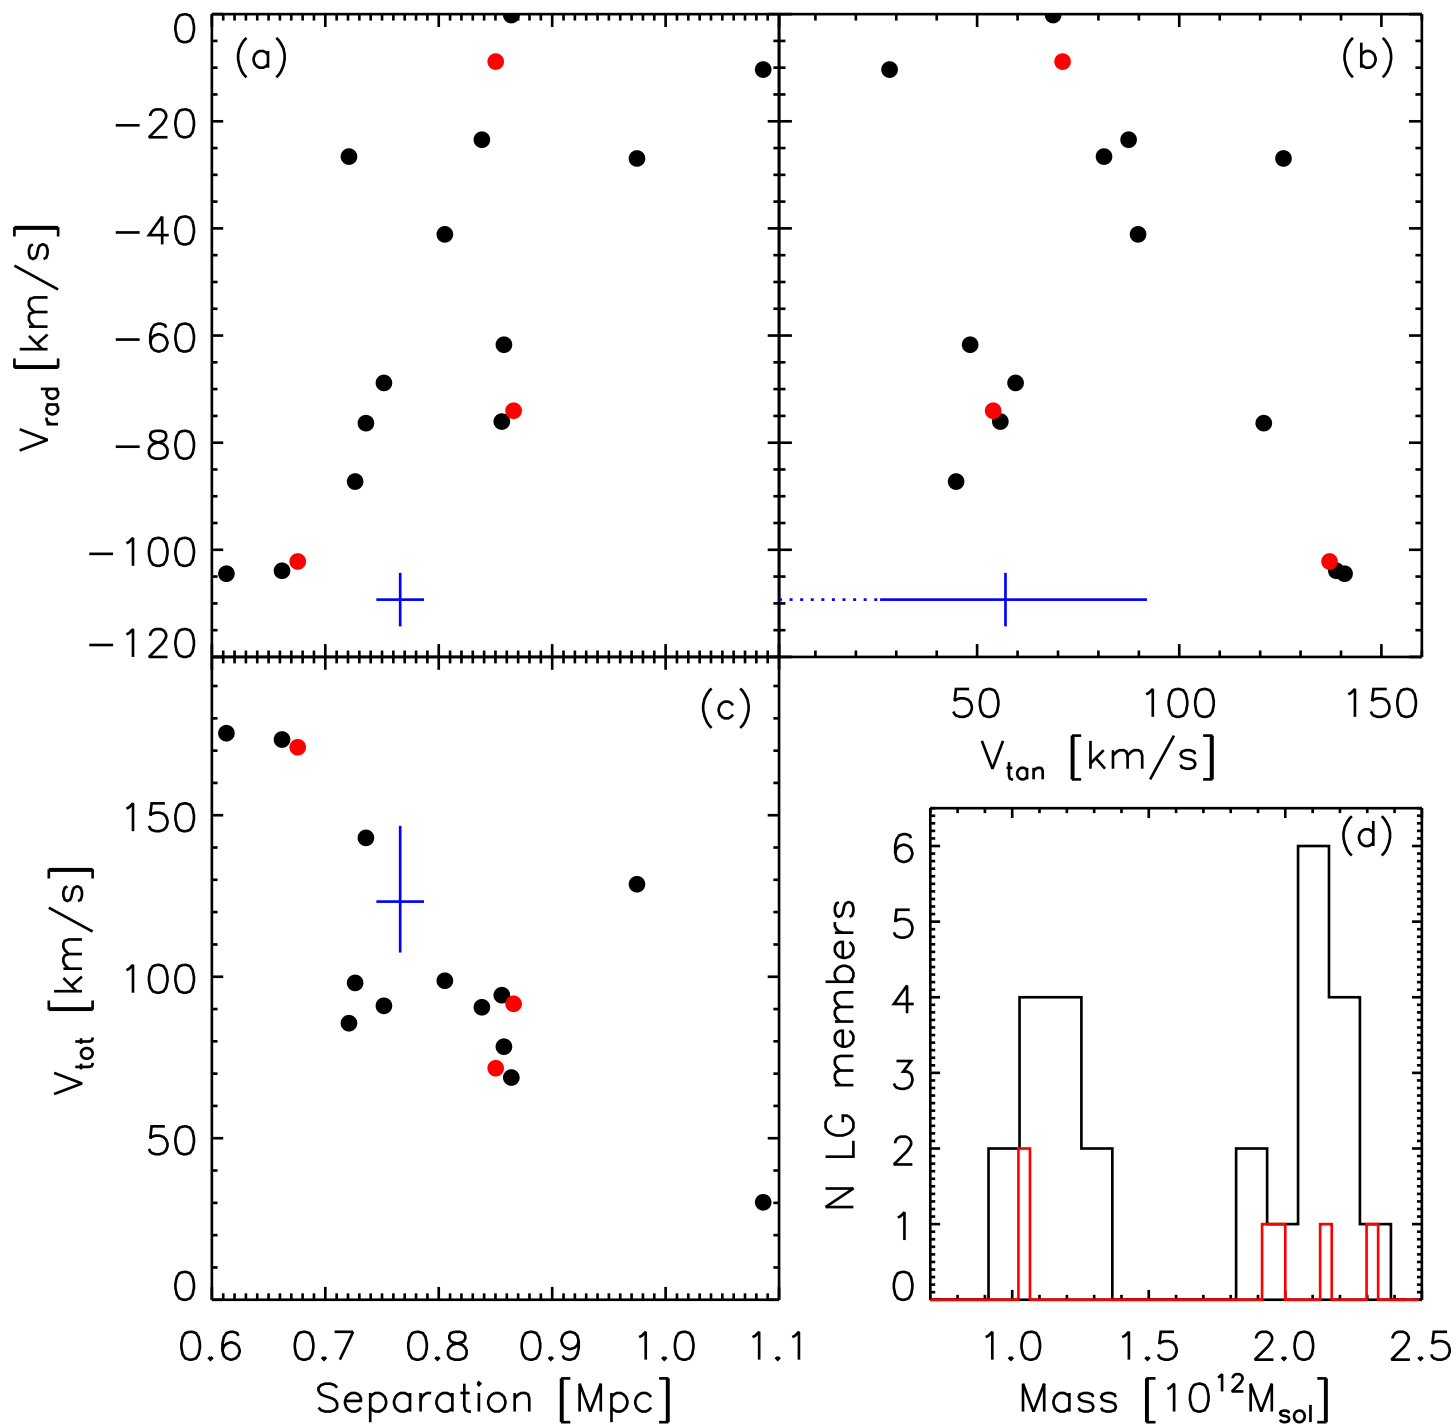 (a)
(b)
0
−20
−40
−60
−80
−100
−120
V_rad [km/s]
50 100 150
V_tan [km/s]
(c)
150
100
50
0
V_tot [km/s]
0.6 0.7 0.8 0.9 1.0 1.1
Separation [Mpc]
(d)
6
5
4
3
2
1
0
N LG members
1.0 1.5 2.0 2.5
Mass [10^12 M_sol]